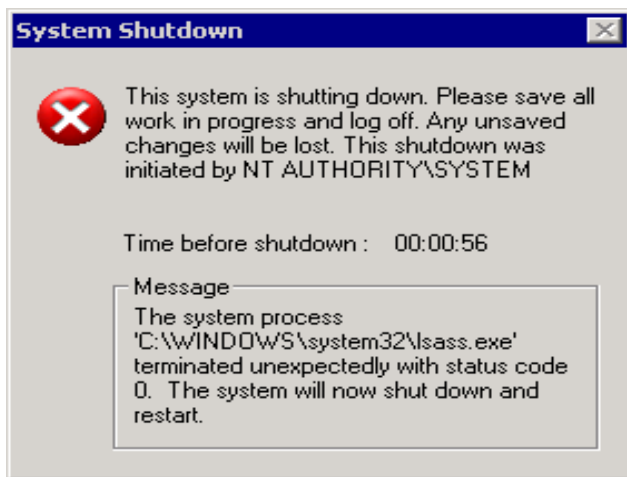 System Shutdown
This system is shutting down. Please save all
work in progress and log off. Any unsaved
changes will be lost. This shutdown was
initiated by NT AUTHORITY\SYSTEM
Time before shutdown : 00:00:56
Message
The system process
'C:\WINDOWS\system32\lsass.exe'
terminated unexpectedly with status code
0. The system will now shut down and
restart.